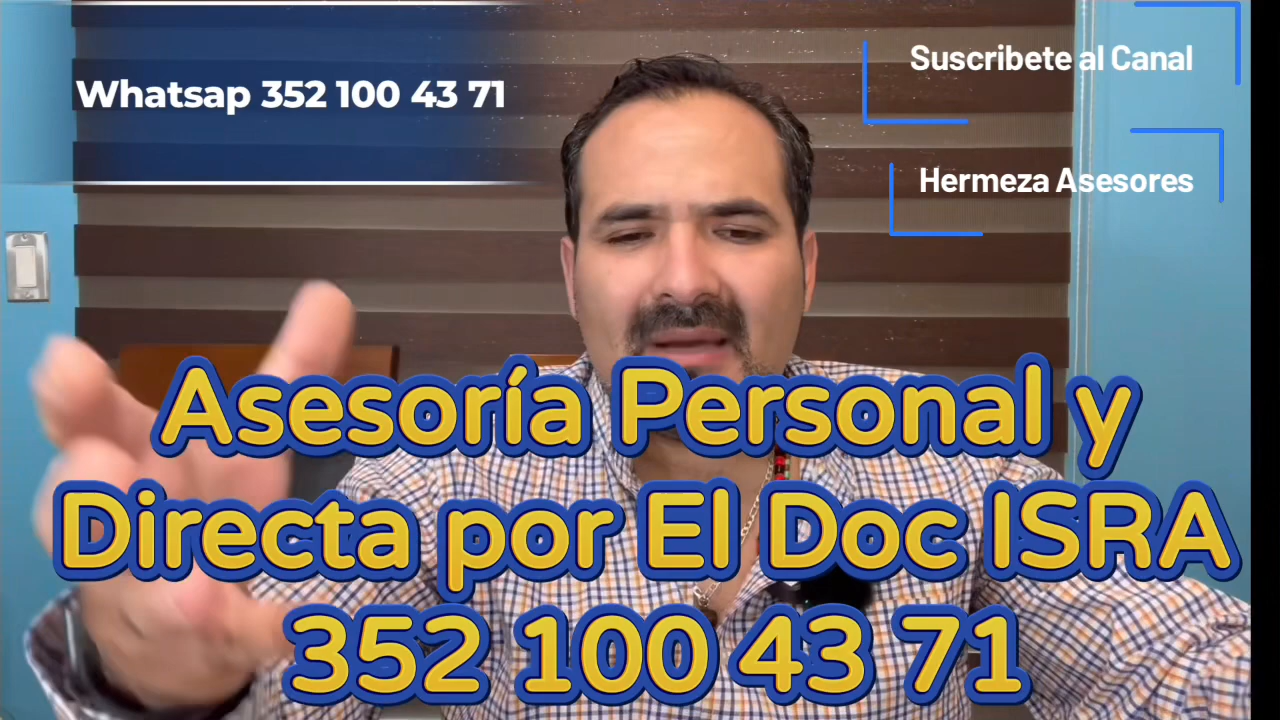 Whatsap 352 100 43 71
Suscribete al Canal
Hermeza Asesores
Asesoría Personal y
Directa por El Doc ISRA
352 100 43 71